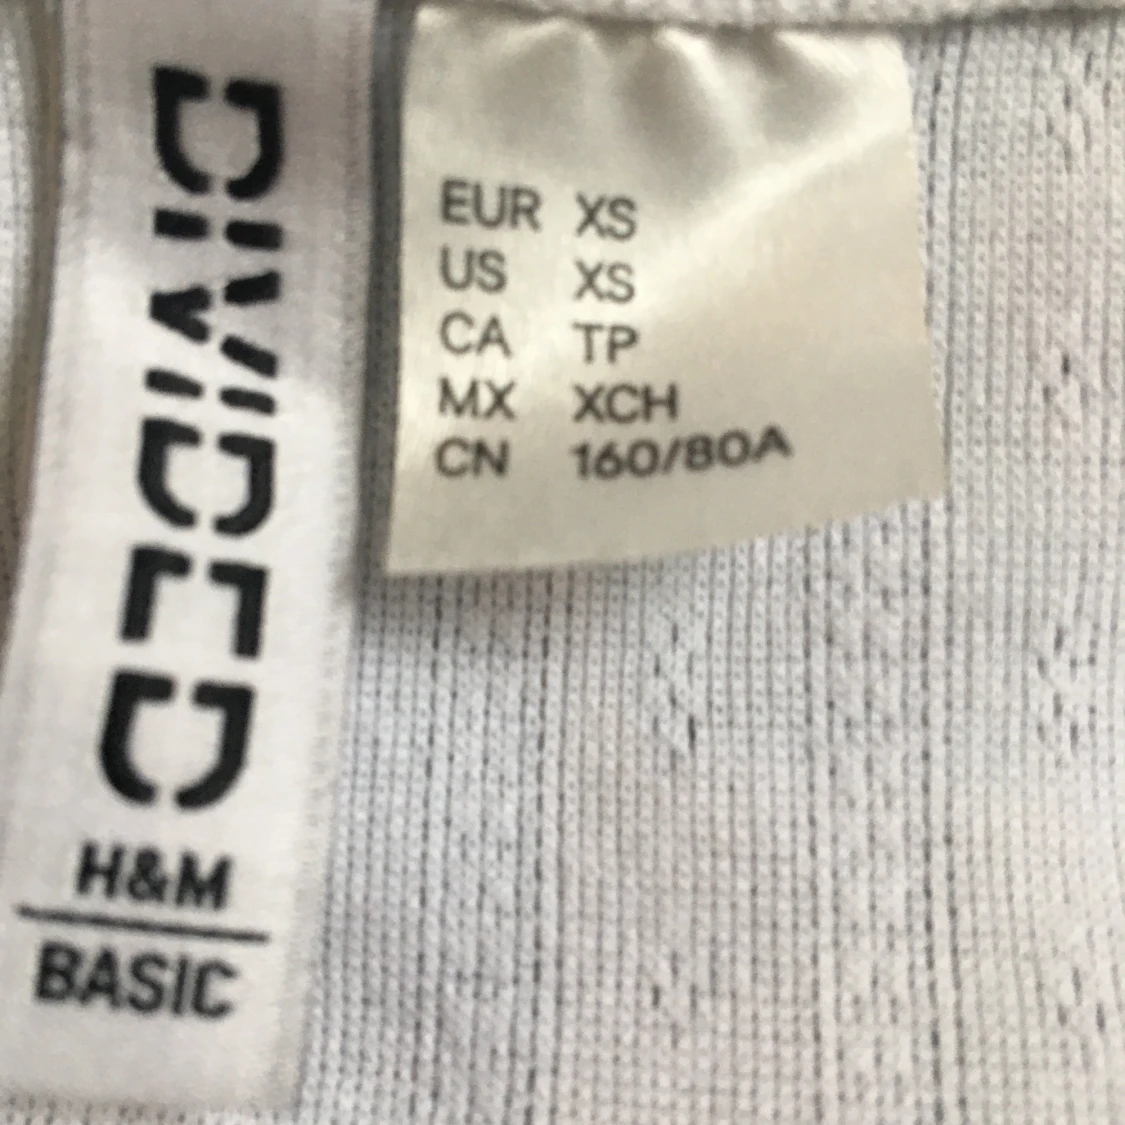 DIVIDED
H&M
BASIC
EUR XS
US XS
CA TP
MX XCH
CN 160/80A